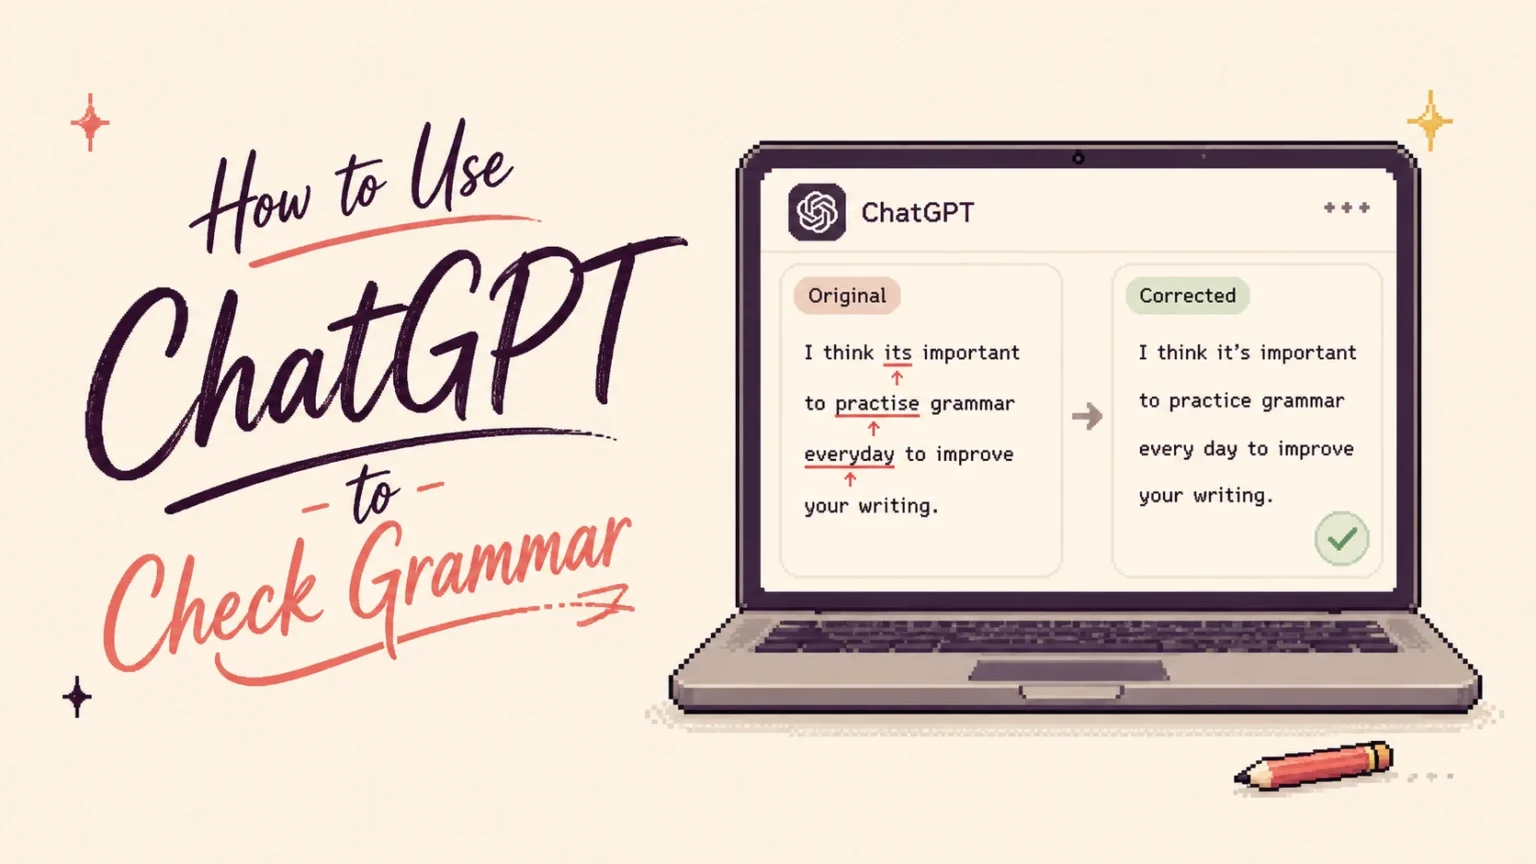 How to Use
ChatGPT
to
Check Grammar
ChatGPT
Original
I think its important
to practise grammar
everyday to improve
your writing.
Corrected
I think it’s important
to practice grammar
every day to improve
your writing.